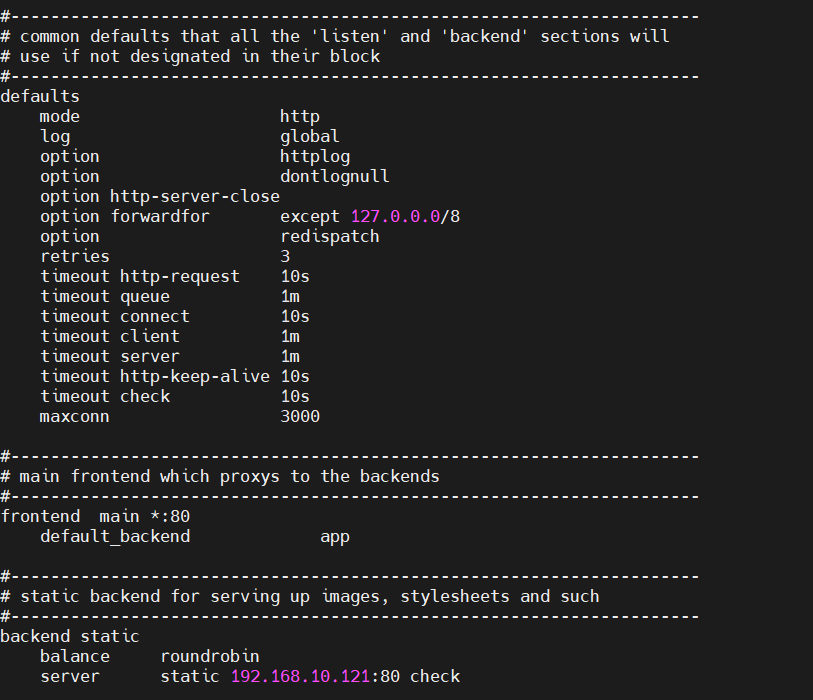 #---------------------------------------------------------------------
# common defaults that all the 'listen' and 'backend' sections will
# use if not designated in their block
#---------------------------------------------------------------------
defaults
    mode                    http
    log                     global
    option                  httplog
    option                  dontlognull
    option http-server-close
    option forwardfor       except 127.0.0.0/8
    option                  redispatch
    retries                 3
    timeout http-request    10s
    timeout queue           1m
    timeout connect         10s
    timeout client          1m
    timeout server          1m
    timeout http-keep-alive 10s
    timeout check           10s
    maxconn                 3000

#---------------------------------------------------------------------
# main frontend which proxys to the backends
#---------------------------------------------------------------------
frontend  main *:80
    default_backend             app

#---------------------------------------------------------------------
# static backend for serving up images, stylesheets and such
#---------------------------------------------------------------------
backend static
    balance     roundrobin
    server      static 192.168.10.121:80 check